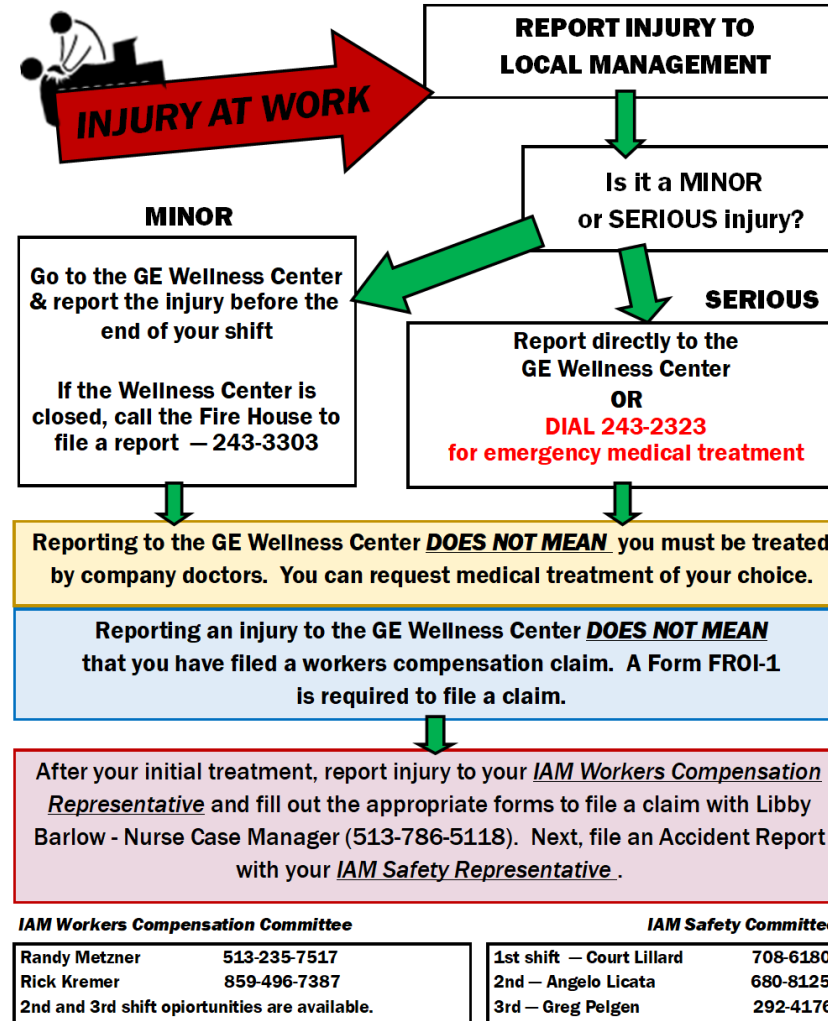 INJURY AT WORK
REPORT INJURY TO
LOCAL MANAGEMENT
Is it a MINOR
or SERIOUS injury?
MINOR
Go to the GE Wellness Center
& report the injury before the
end of your shift
If the Wellness Center is
closed, call the Fire House to
file a report — 243-3303
SERIOUS
Report directly to the
GE Wellness Center
OR
DIAL 243-2323
for emergency medical treatment
Reporting to the GE Wellness Center DOES NOT MEAN you must be treated
by company doctors. You can request medical treatment of your choice.
Reporting an injury to the GE Wellness Center DOES NOT MEAN
that you have filed a workers compensation claim. A Form FROI-1
is required to file a claim.
After your initial treatment, report injury to your IAM Workers Compensation
Representative and fill out the appropriate forms to file a claim with Libby
Barlow - Nurse Case Manager (513-786-5118). Next, file an Accident Report
with your IAM Safety Representative .
IAM Workers Compensation Committee
Randy Metzner 513-235-7517
Rick Kremer 859-496-7387
2nd and 3rd shift opiortunities are available.
IAM Safety Committee
1st shift — Court Lillard 708-6180
2nd — Angelo Licata 680-8125
3rd — Greg Pelgen 292-4176